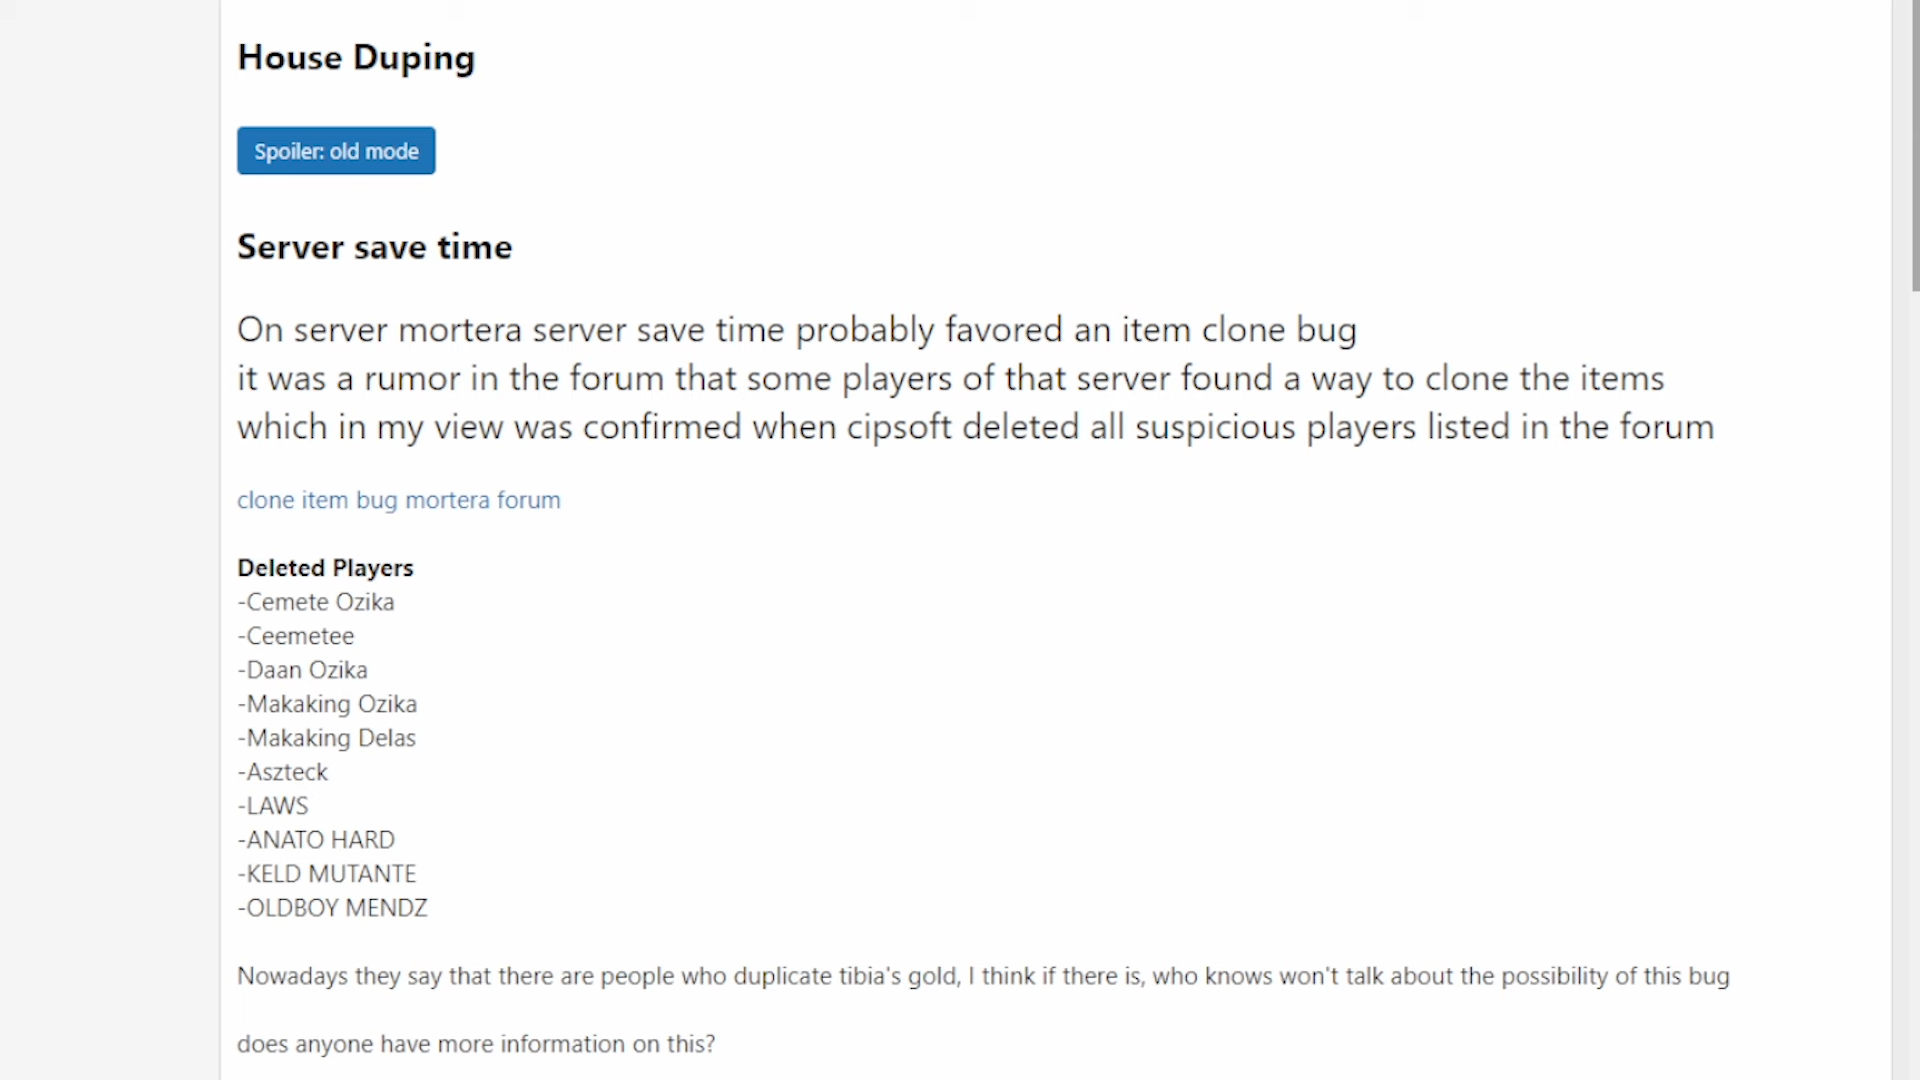 House Duping
Spoiler: old mode
Server save time
On server mortera server save time probably favored an item clone bug
it was a rumor in the forum that some players of that server found a way to clone the items
which in my view was confirmed when cipsoft deleted all suspicious players listed in the forum
clone item bug mortera forum
Deleted Players
-Cemete Ozika
-Ceemetee
-Daan Ozika
-Makaking Ozika
-Makaking Delas
-Aszteck
-LAWS
-ANATO HARD
-KELD MUTANTE
-OLDBOY MENDZ
Nowadays they say that there are people who duplicate tibia's gold, I think if there is, who knows won't talk about the possibility of this bug
does anyone have more information on this?